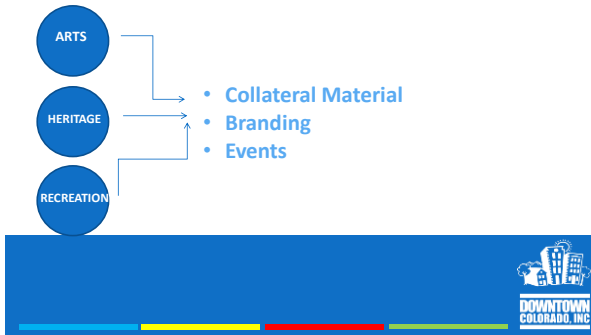 ARTS
HERITAGE
RECREATION
• Collateral Material
• Branding
• Events
DOWNTOWN
COLORADO, INC